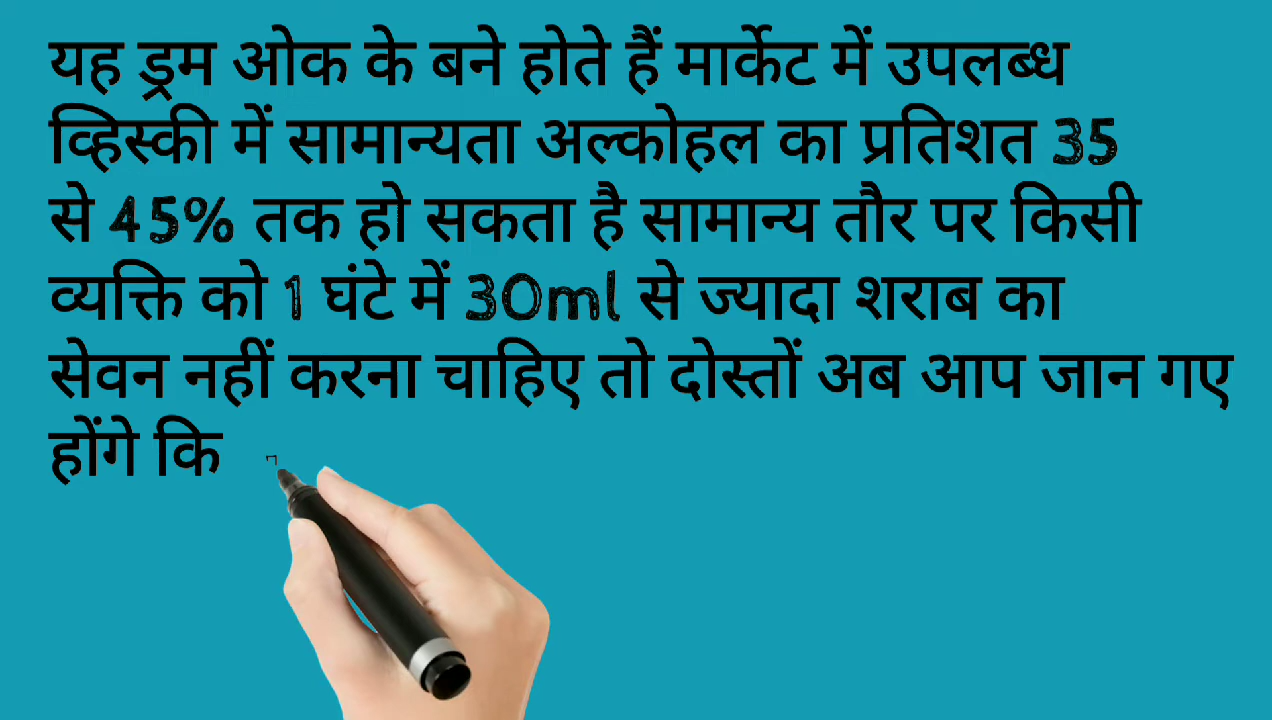 यह ड्रम ओक के बने होते हैं मार्केट में उपलब्ध
व्हिस्की में सामान्यता अल्कोहल का प्रतिशत 35
से 45% तक हो सकता है सामान्य तौर पर किसी
व्यक्ति को 1 घंटे में 30ml से ज्यादा शराब का
सेवन नहीं करना चाहिए तो दोस्तों अब आप जान गए
होंगे कि